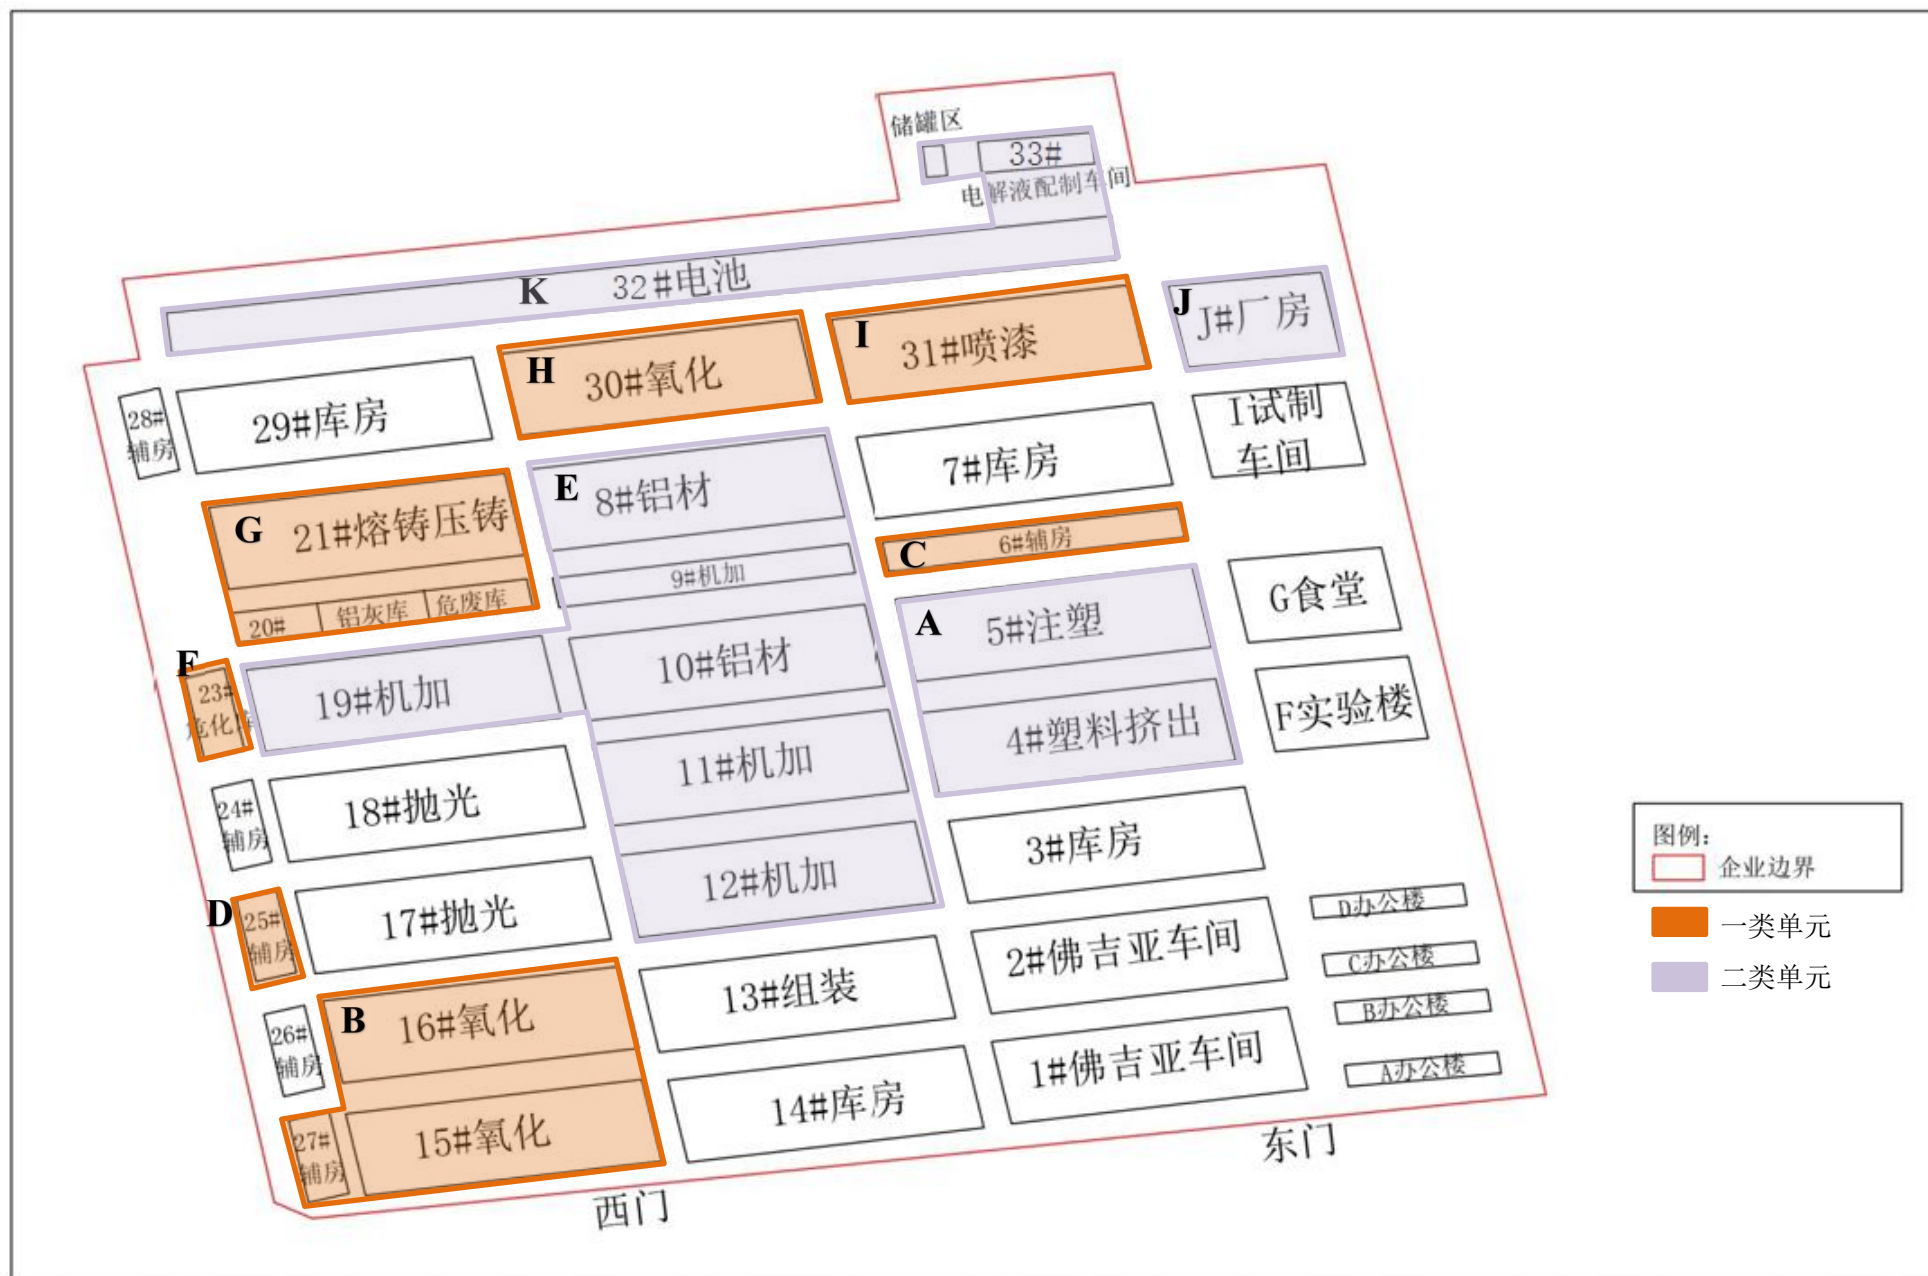 储罐区
33#
电解液配制车间
K
32#电池
J
J#厂房
H
30#氧化
I
31#喷漆
28#
辅房
29#库房
I试制
车间
G
21#熔铸压铸
E
8#铝材
7#库房
20#
铝灰库
危废库
9#机加
C
6#辅房
F
23#
危化库
19#机加
10#铝材
A
5#注塑
G食堂
24#
辅房
18#抛光
11#机加
4#塑料挤出
F实验楼
D
25#
辅房
17#抛光
12#机加
3#库房
26#
辅房
B
16#氧化
13#组装
2#佛吉亚车间
D办公楼
C办公楼
B办公楼
A办公楼
27#
辅房
15#氧化
14#库房
1#佛吉亚车间
西门
东门
图例：
企业边界
一类单元
二类单元